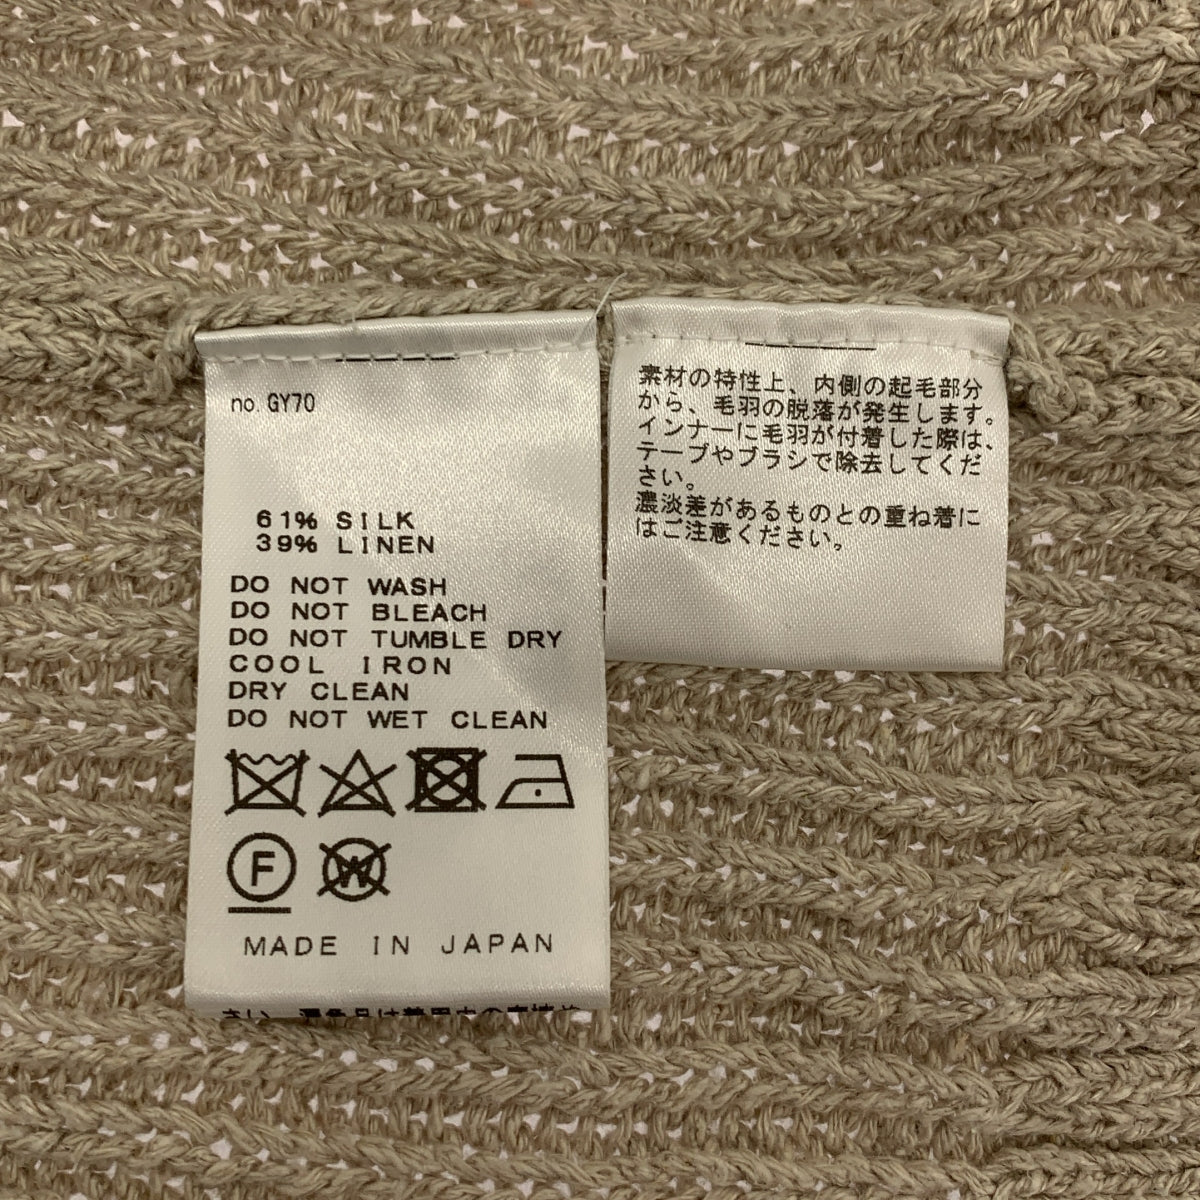 no. GY70
61% SILK
39% LINEN
DO NOT WASH
DO NOT BLEACH
DO NOT TUMBLE DRY
COOL IRON
DRY CLEAN
DO NOT WET CLEAN
F W
MADE IN JAPAN
素材の特性上、内側の起毛部分
から、毛羽の脱落が発生します。
インナーに毛羽が付着した際は、
テープやブラシで除去してくだ
さい。
濃淡差があるものとの重ね着に
はご注意ください。